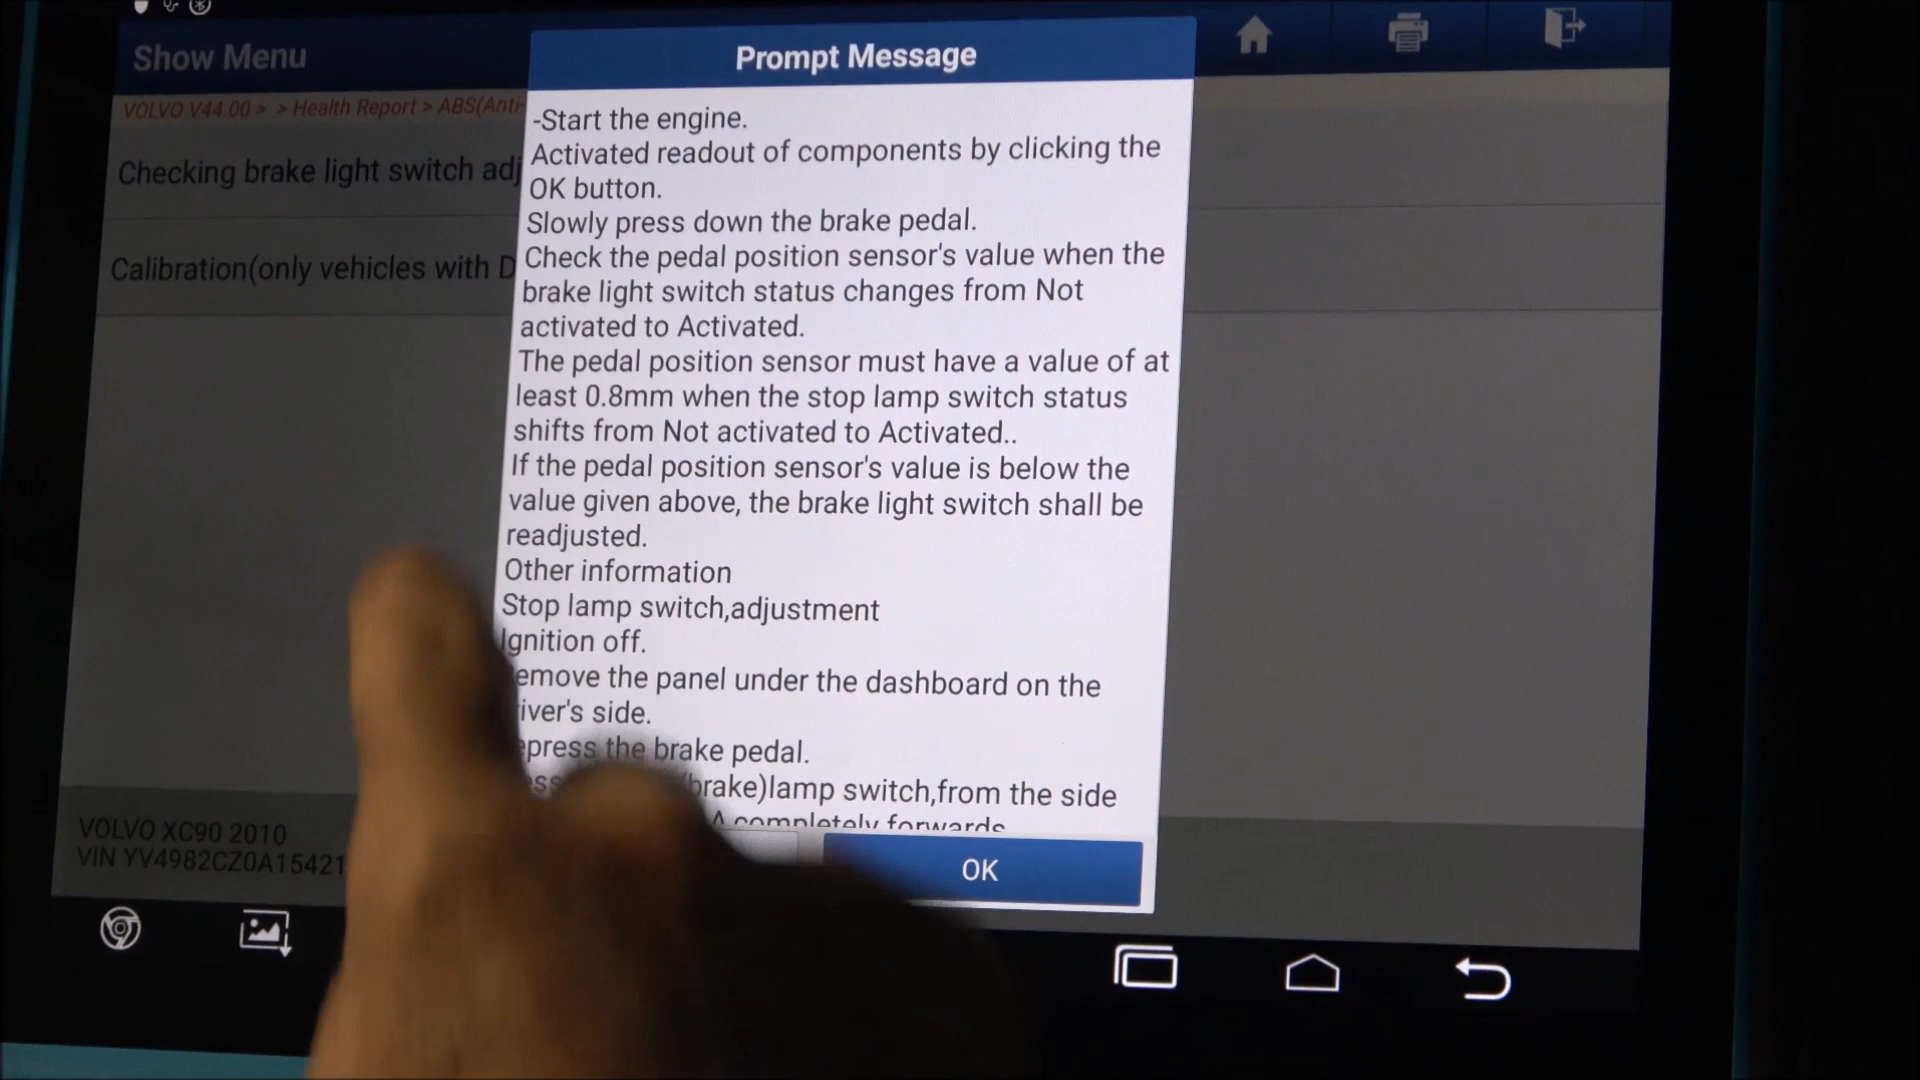 Show Menu
Prompt Message
VOLVO V44.00 > > Health Report > ABS(Anti-
Checking brake light switch adj
Calibration(only vehicles with D
-Start the engine.
Activated readout of components by clicking the
OK button.
Slowly press down the brake pedal.
Check the pedal position sensor's value when the
brake light switch status changes from Not
activated to Activated.
The pedal position sensor must have a value of at
least 0.8mm when the stop lamp switch status
shifts from Not activated to Activated..
If the pedal position sensor's value is below the
value given above, the brake light switch shall be
readjusted.
Other information
Stop lamp switch,adjustment
Ignition off.
emove the panel under the dashboard on the
iver's side.
epress the brake pedal.
brake)lamp switch,from the side
A completely forwards
OK
VOLVO XC90 2010
VIN YV4982CZ0A15421